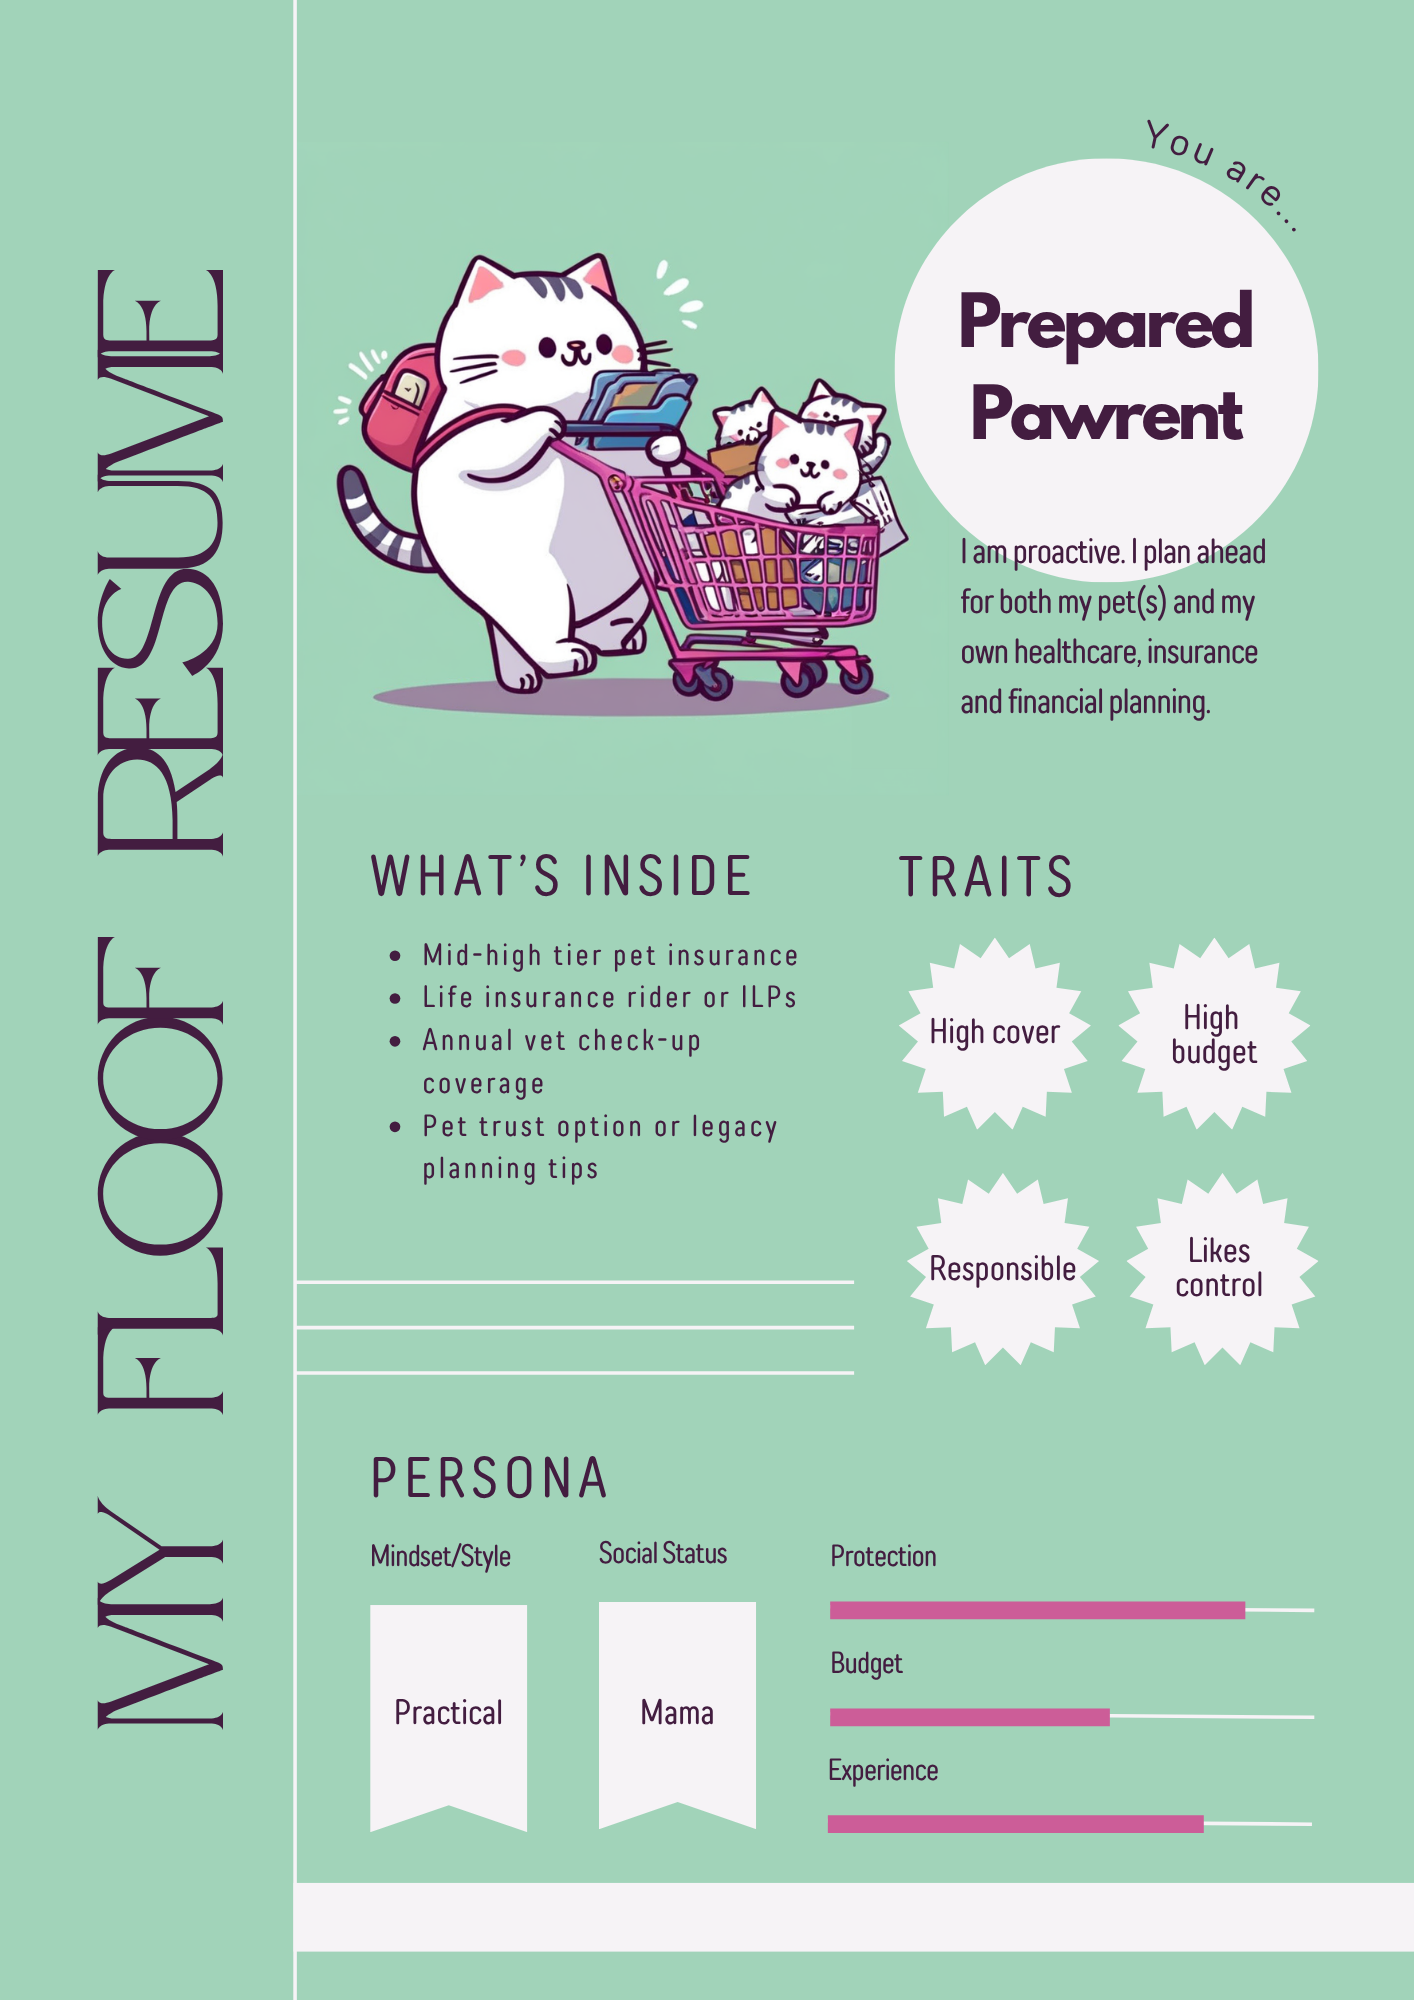 MY FLOOF RESUME
You are...
Prepared
Pawrent
I am proactive. I plan ahead
for both my pet(s) and my
own healthcare, insurance
and financial planning.
WHAT’S INSIDE
• Mid-high tier pet insurance
• Life insurance rider or ILPs
• Annual vet check-up
coverage
• Pet trust option or legacy
planning tips
TRAITS
High cover
High
budget
Responsible
Likes
control
PERSONA
Mindset/Style
Practical
Social Status
Mama
Protection
Budget
Experience